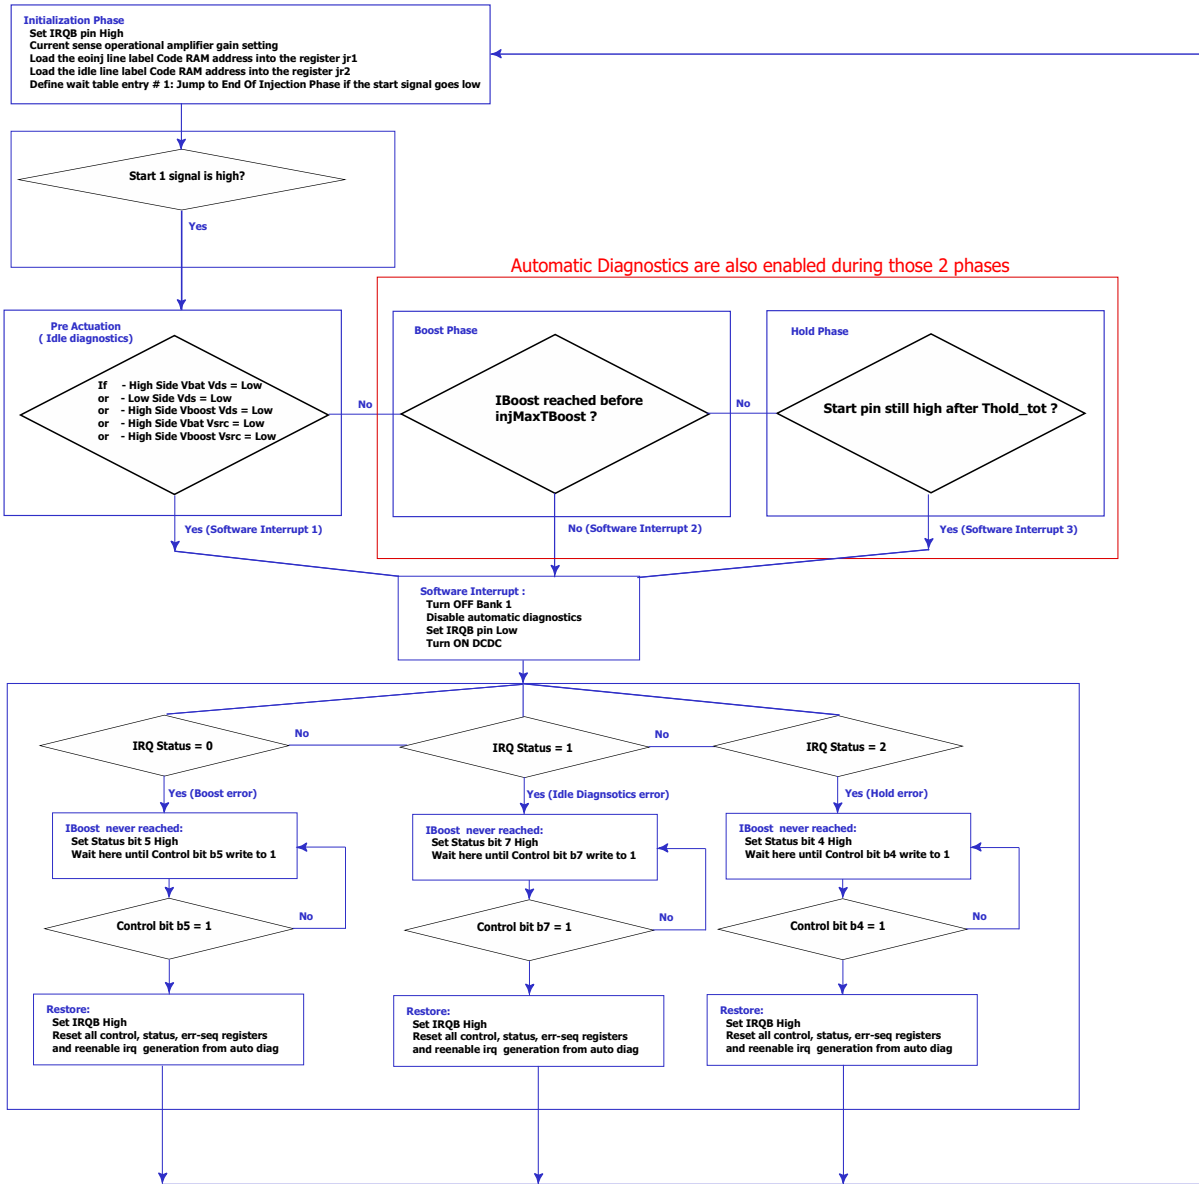 Initialization Phase
Set IRQB pin High
Current sense operational amplifier gain setting
Load the eoinj line label Code RAM address into the register jr1
Load the idle line label Code RAM address into the register jr2
Define wait table entry # 1: Jump to End Of Injection Phase if the start signal goes low
Start 1 signal is high?
Yes
Automatic Diagnostics are also enabled during those 2 phases
Pre Actuation
( Idle diagnostics)
If - High Side Vbat Vds = Low
or - Low Side Vds = Low
or - High Side Vboost Vds = Low
or - High Side Vbat Vsrc = Low
or - High Side Vboost Vsrc = Low
No
Yes (Software Interrupt 1)
Boost Phase
IBoost reached before
injMaxTBoost ?
No
No (Software Interrupt 2)
Hold Phase
Start pin still high after Thold_tot ?
Yes (Software Interrupt 3)
Software Interrupt :
Turn OFF Bank 1
Disable automatic diagnostics
Set IRQB pin Low
Turn ON DCDC
IRQ Status = 0
No
IRQ Status = 1
No
IRQ Status = 2
Yes (Boost error)
Yes (Idle Diagnsotics error)
Yes (Hold error)
IBoost never reached:
Set Status bit 5 High
Wait here until Control bit b5 write to 1
IBoost never reached:
Set Status bit 7 High
Wait here until Control bit b7 write to 1
IBoost never reached:
Set Status bit 4 High
Wait here until Control bit b4 write to 1
Control bit b5 = 1
No
Control bit b7 = 1
No
Control bit b4 = 1
No
Restore:
Set IRQB High
Reset all control, status, err-seq registers
and reenable irq generation from auto diag
Restore:
Set IRQB High
Reset all control, status, err-seq registers
and reenable irq generation from auto diag
Restore:
Set IRQB High
Reset all control, status, err-seq registers
and reenable irq generation from auto diag